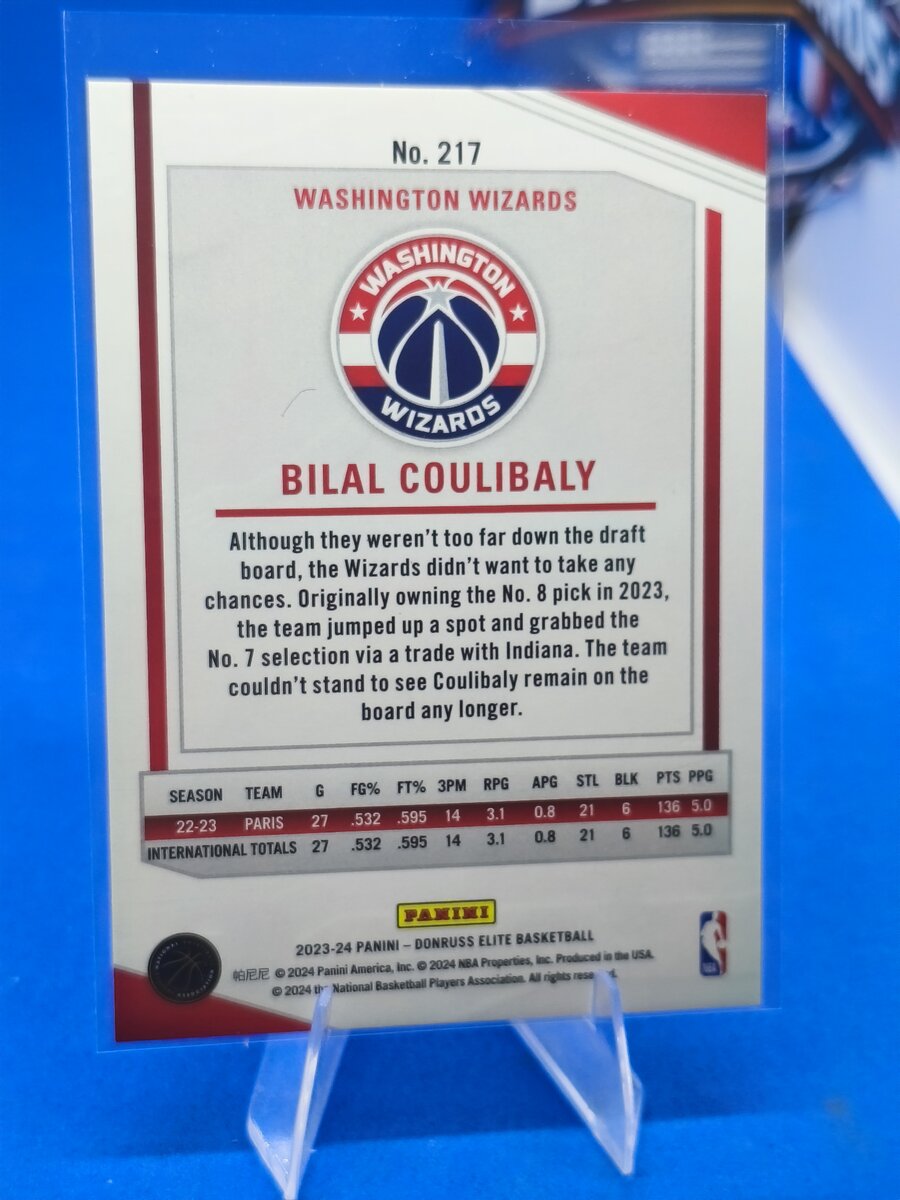 No. 217
WASHINGTON WIZARDS
WASHINGTON
WIZARDS
BILAL COULIBALY
Although they weren't too far down the draft
board, the Wizards didn't want to take any
chances. Originally owning the No. 8 pick in 2023,
the team jumped up a spot and grabbed the
No. 7 selection via a trade with Indiana. The team
couldn't stand to see Coulibaly remain on the
board any longer.
SEASON TEAM G FG% FT% 3PM RPG APG STL BLK PTS PPG
22-23 PARIS 27 .532 .595 14 3.1 0.8 21 6 136 5.0
INTERNATIONAL TOTALS 27 .532 .595 14 3.1 0.8 21 6 136 5.0
PANINI
2023-24 PANINI – DONRUSS ELITE BASKETBALL
帕尼尼 © 2024 Panini America, Inc. © 2024 NBA Properties, Inc. Produced in the USA.
© 2024 the National Basketball Players Association. All rights reserved.
NBA